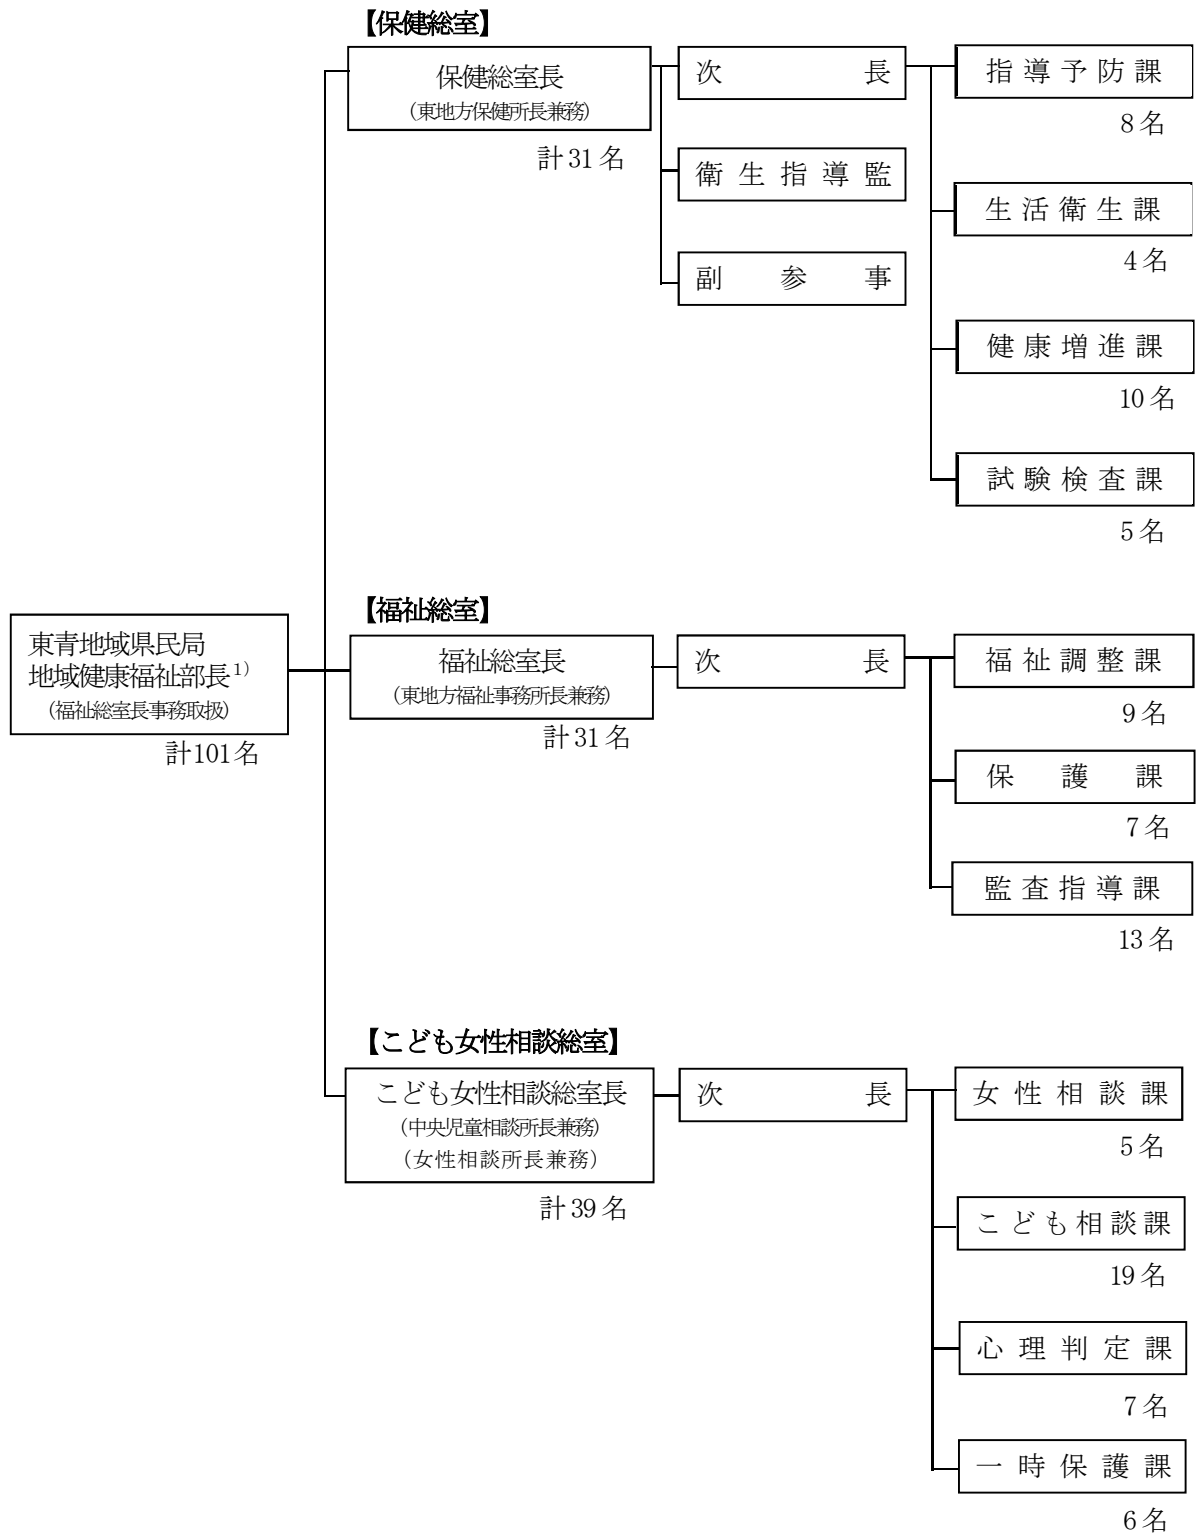 【保健総室】
保健総室長
(東地方保健所長兼務)
計31名
次長
衛生指導監
副参事
指導予防課
8名
生活衛生課
4名
健康増進課
10名
試験検査課
5名
東青地域県民局
地域健康福祉部長1)
(福祉総室長事務取扱)
計101名
【福祉総室】
福祉総室長
(東地方福祉事務所長兼務)
計31名
次長
福祉調整課
9名
保護課
7名
監査指導課
13名
【こども女性相談総室】
こども女性相談総室長
(中央児童相談所長兼務)
(女性相談所長兼務)
計39名
次長
女性相談課
5名
こども相談課
19名
心理判定課
7名
一時保護課
6名